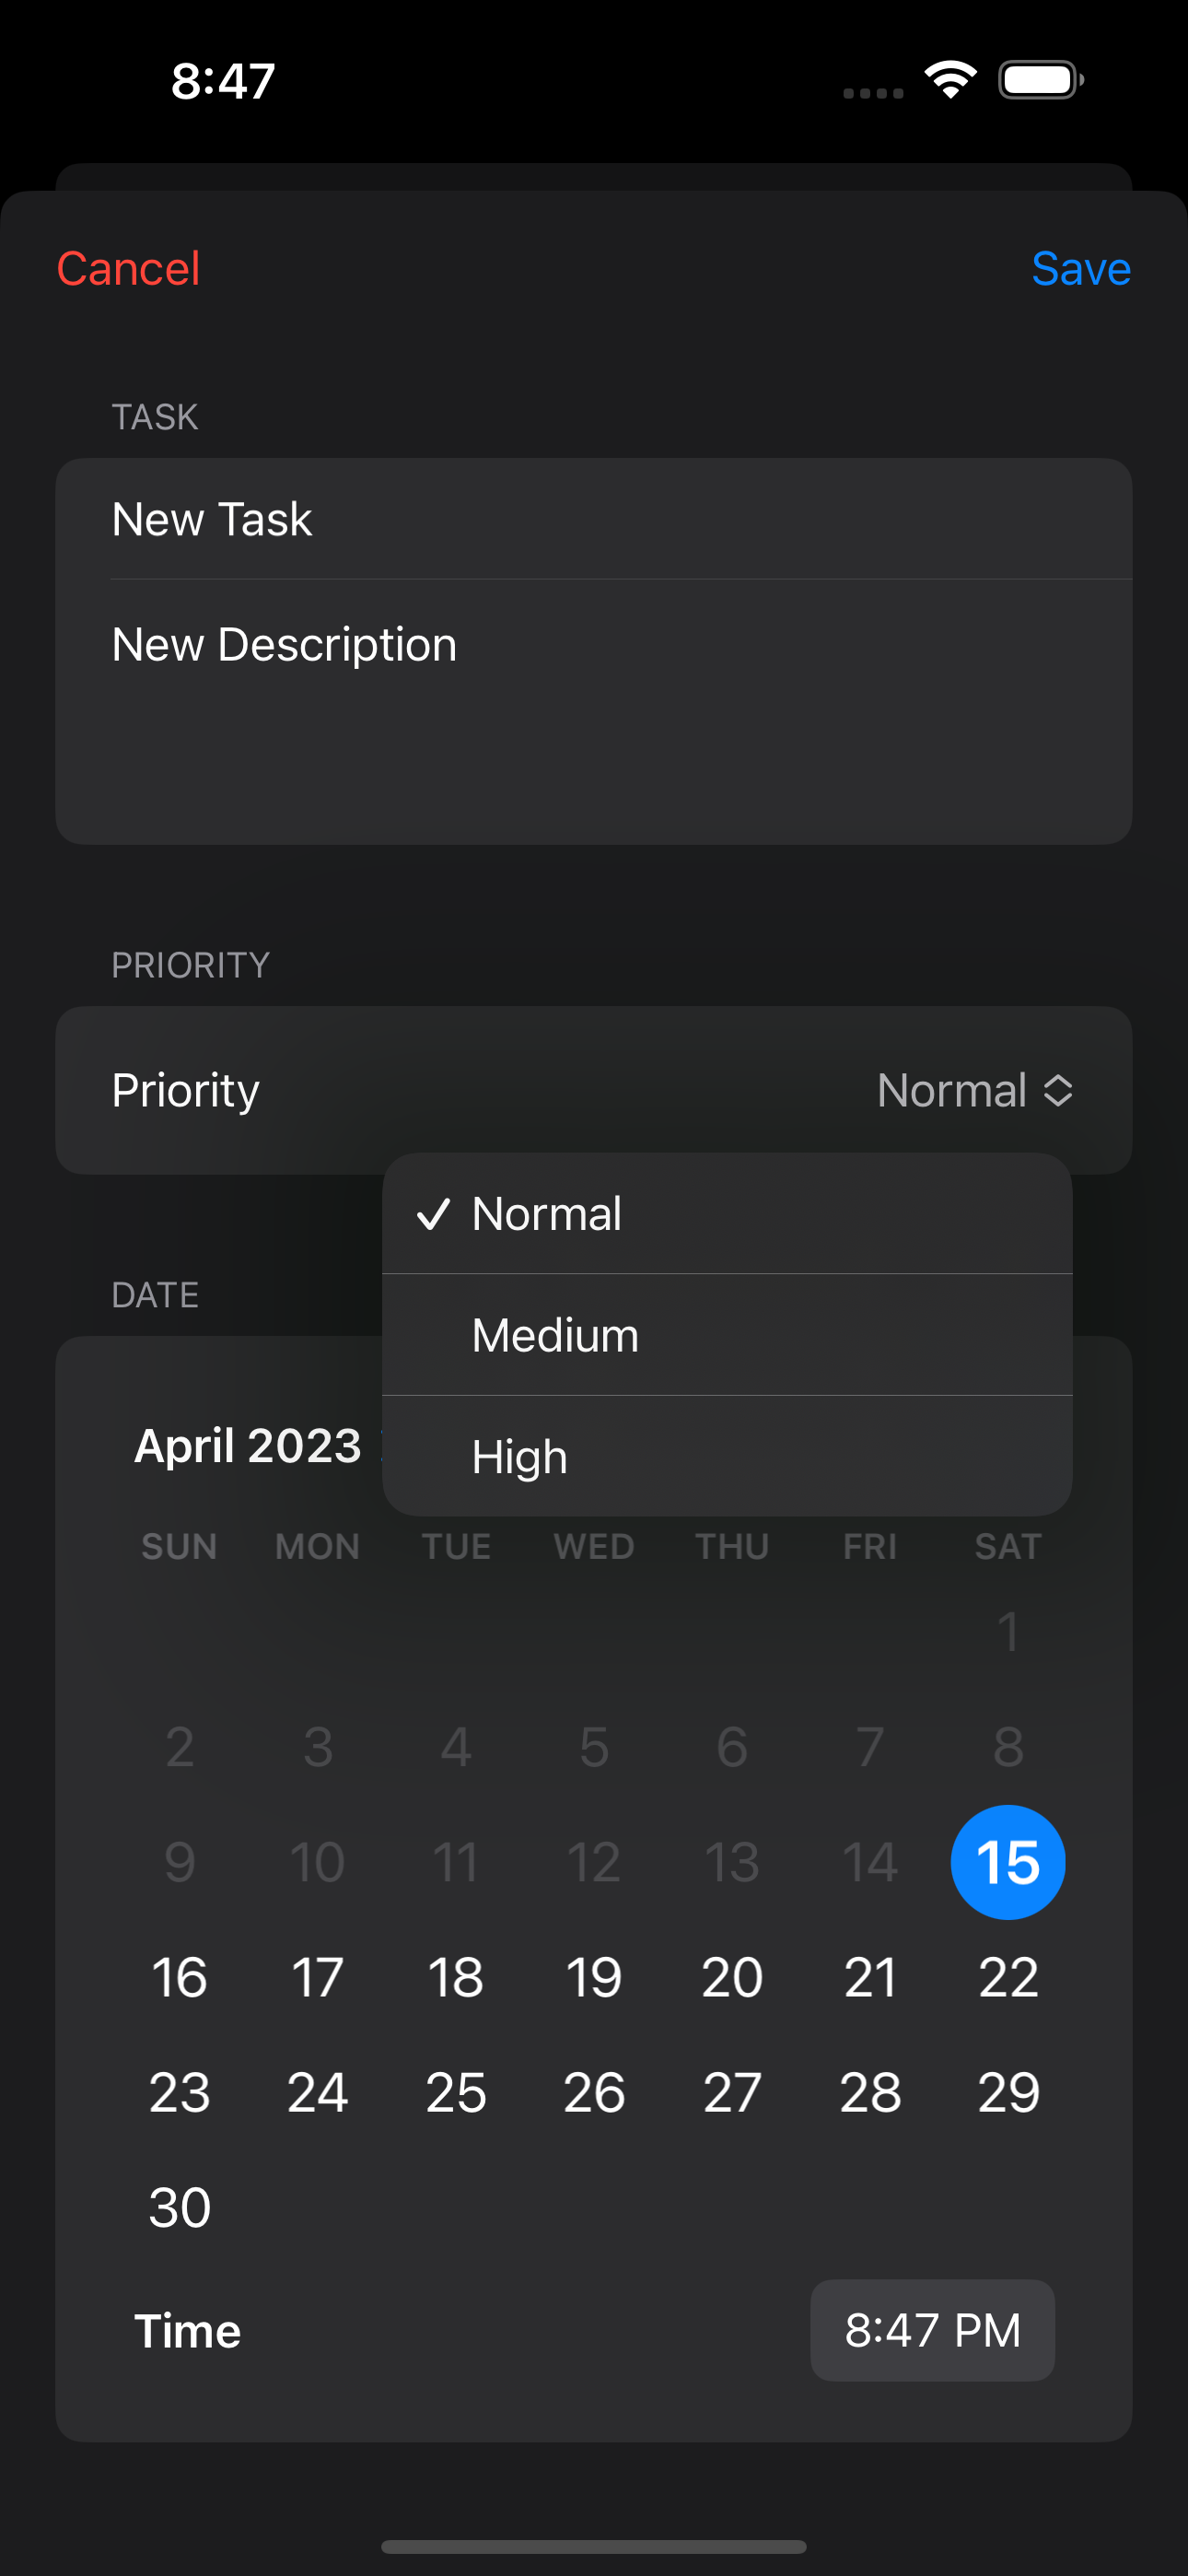 8:47
Cancel Save
TASK
New Task
New Description
PRIORITY
Priority Normal
Normal
Medium
High
DATE
April 2023
SUN MON TUE WED THU FRI SAT
1
2 3 4 5 6 7 8
9 10 11 12 13 14 15
16 17 18 19 20 21 22
23 24 25 26 27 28 29
30
Time 8:47 PM